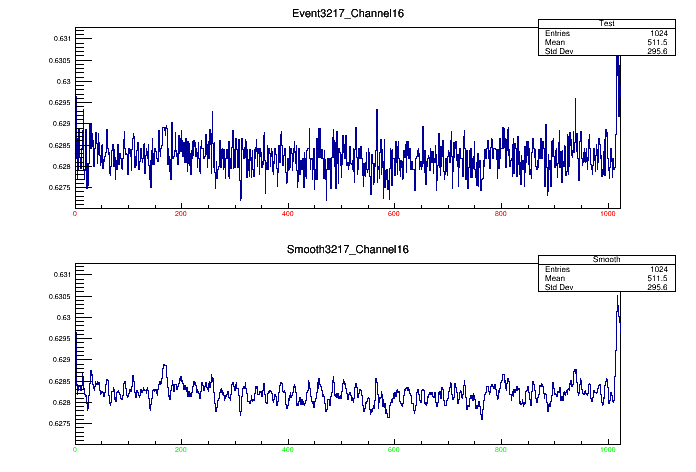 Event3217_Channel16
Test
Entries 1024
Mean 511.5
Std Dev 295.6
0.631
0.6305
0.63
0.6295
0.629
0.6285
0.628
0.6275
0 200 400 600 800 1000
Smooth3217_Channel16
Smooth
Entries 1024
Mean 511.5
Std Dev 295.6
0.631
0.6305
0.63
0.6295
0.629
0.6285
0.628
0.6275
0 200 400 600 800 1000